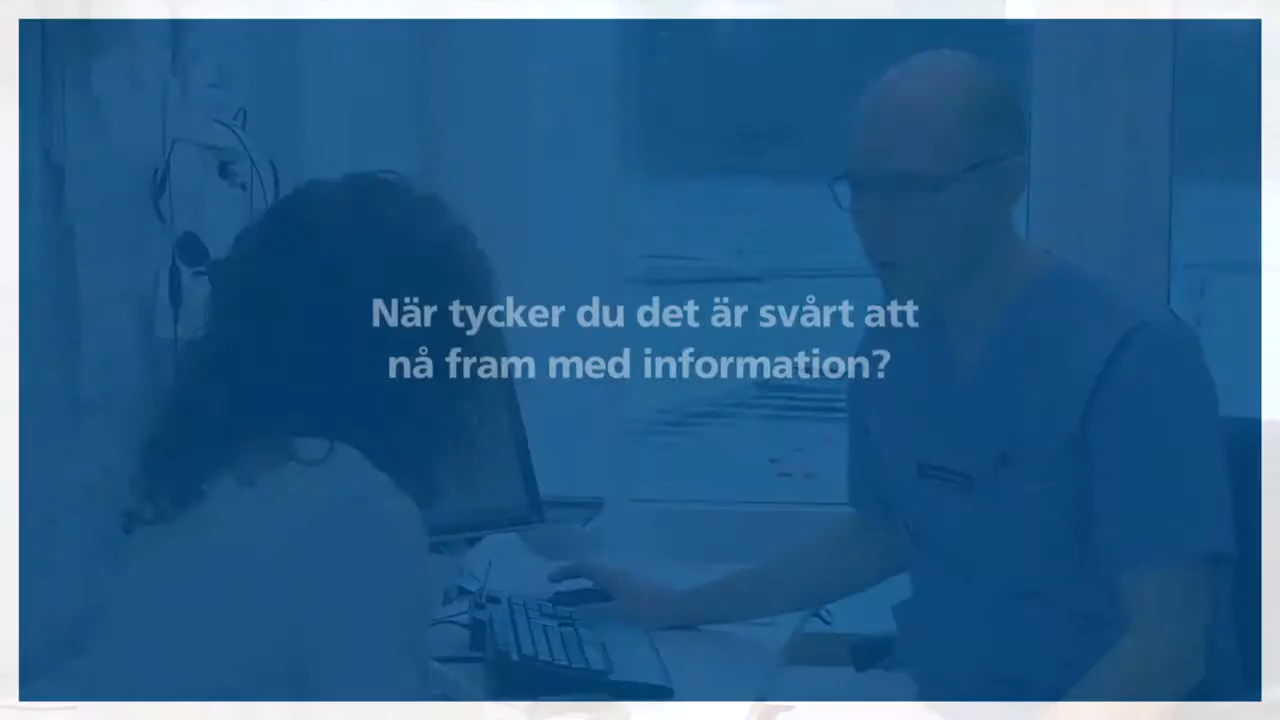 När tycker du det är svårt att
nå fram med information?